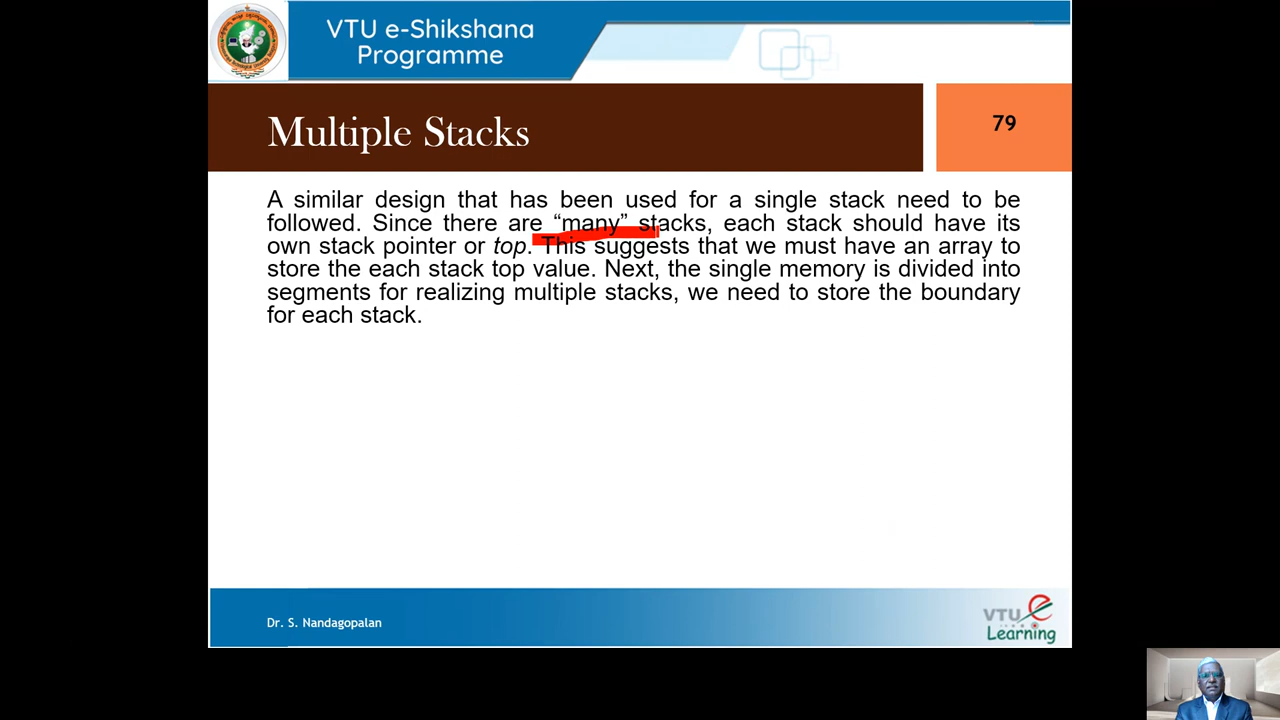 VTU e-Shikshana
Programme
Multiple Stacks
79
A similar design that has been used for a single stack need to be
followed. Since there are “many” stacks, each stack should have its
own stack pointer or top. This suggests that we must have an array to
store the each stack top value. Next, the single memory is divided into
segments for realizing multiple stacks, we need to store the boundary
for each stack.
Dr. S. Nandagopalan
VTU e
Learning